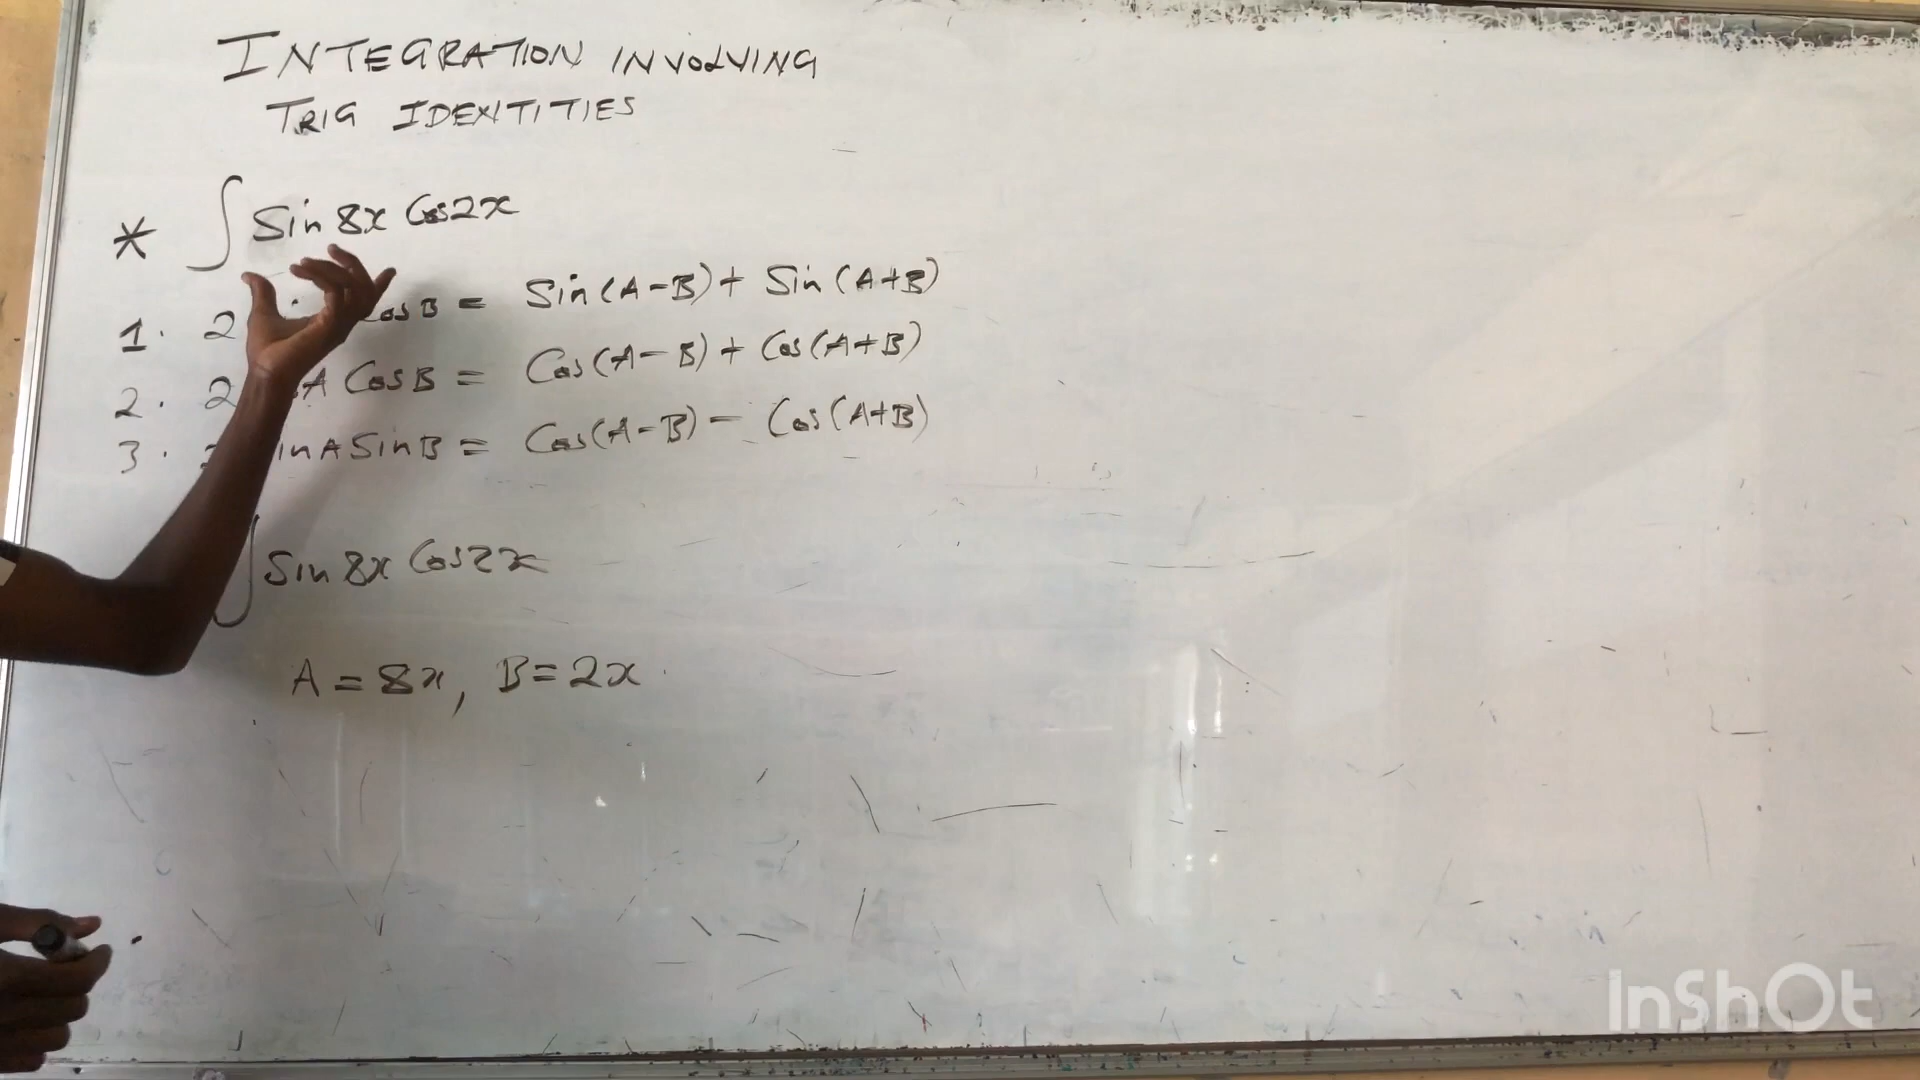 INTEGRATION INVOLVING
TRIG IDENTITIES
* ∫ Sin 8x Cos2x
1. 2 CosB = Sin(A-B) + Sin(A+B)
2. 2 A CosB = Cos(A-B) + Cos(A+B)
3. inASinB = Cos(A-B) - Cos(A+B)
∫ Sin 8x Cos2x
A = 8x, B = 2x
InShOt